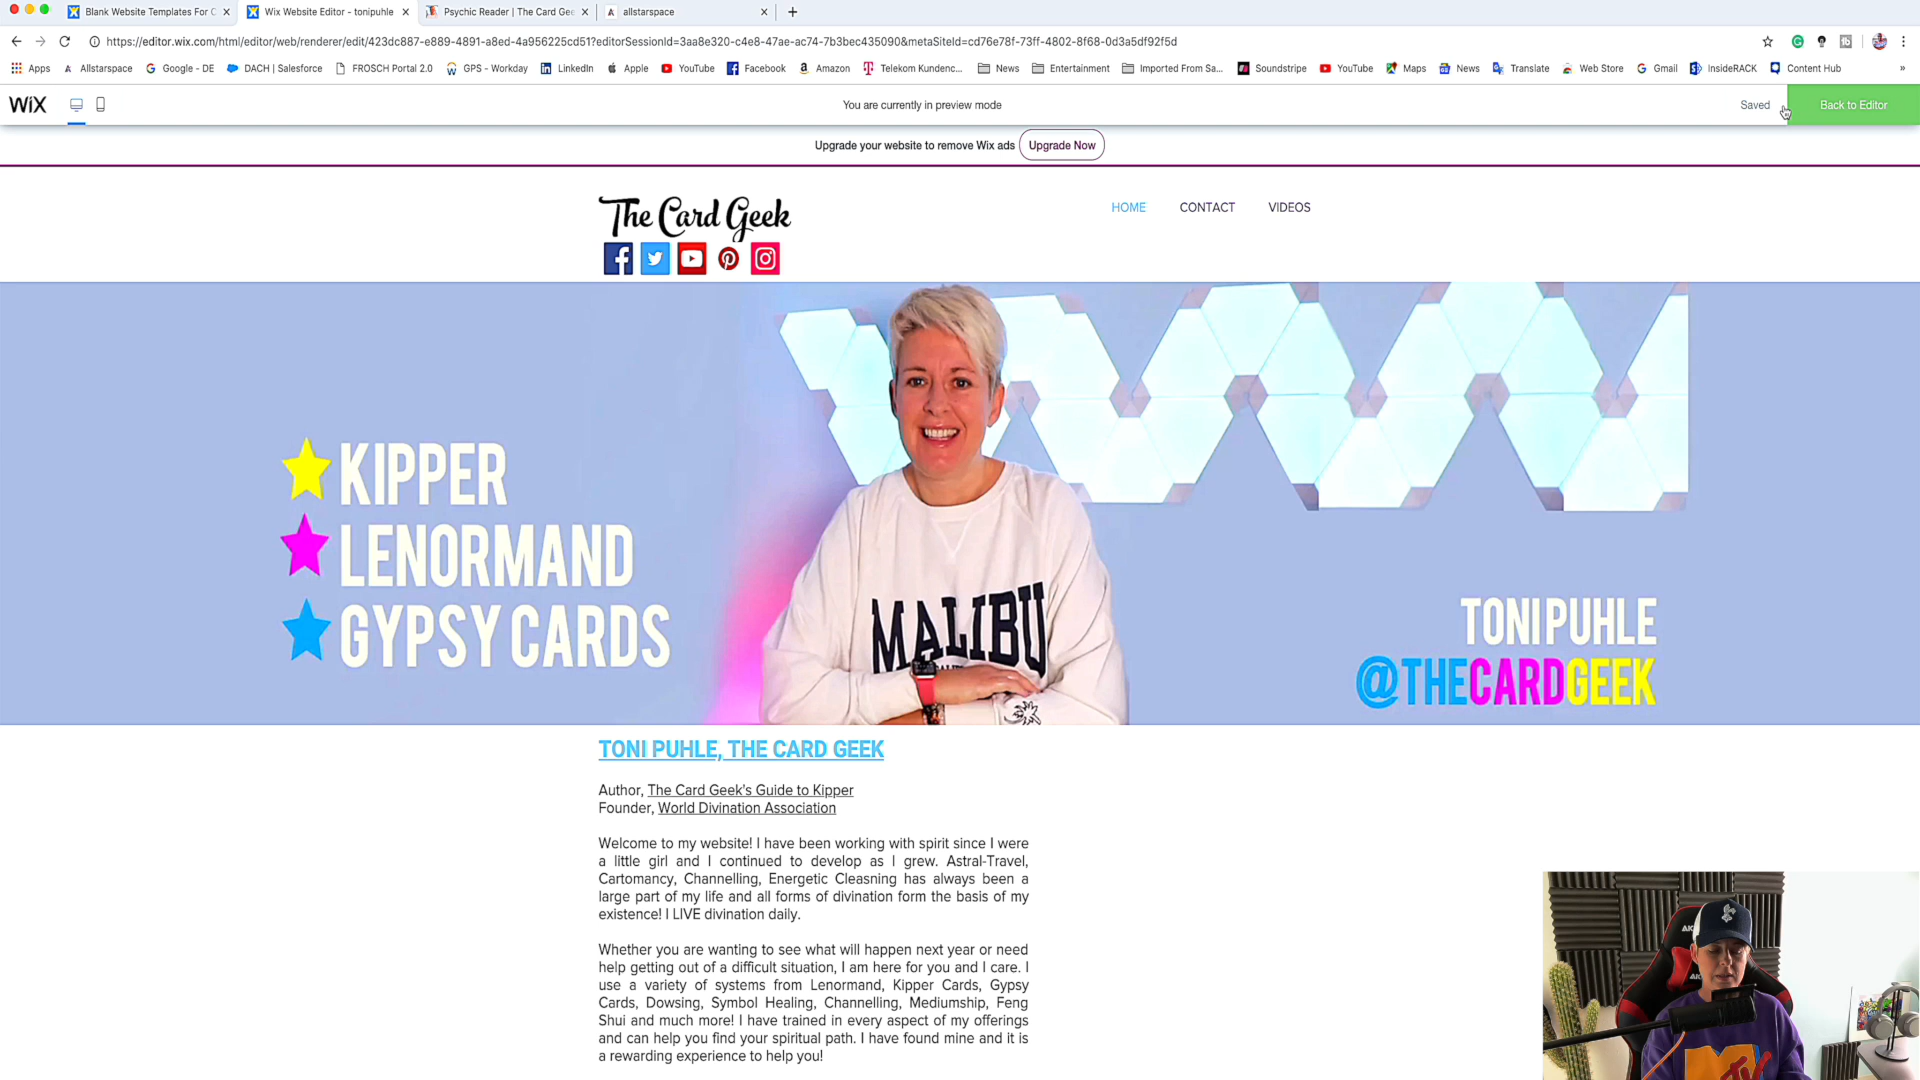 Blank Website Templates For C
Wix Website Editor - tonipuhle
Psychic Reader | The Card Gee
allstarspace
https://editor.wix.com/html/editor/web/renderer/edit/423dc887-e889-4891-a8ed-4a956225cd51?editorSessionId=3aa8e320-c4e8-47ae-ac74-7b3bec435090&metaSiteId=cd76e78f-73ff-4802-8f68-0d3a5df92f5d
Apps Allstarspace Google - DE DACH | Salesforce FROSCH Portal 2.0 GPS - Workday LinkedIn Apple YouTube Facebook Amazon Telekom Kundenc... News Entertainment Imported From Sa... Soundstripe YouTube Maps News Translate Web Store Gmail InsideRACK Content Hub »
WiX
You are currently in preview mode
Saved
Back to Editor
Upgrade your website to remove Wix ads Upgrade Now
The Card Geek
HOME CONTACT VIDEOS
KIPPER
LENORMAND
GYPSY CARDS
MALIBU
TONI PUHLE
@THECARDGEEK
TONI PUHLE, THE CARD GEEK
Author, The Card Geek's Guide to Kipper
Founder, World Divination Association
Welcome to my website! I have been working with spirit since I were
a little girl and I continued to develop as I grew. Astral-Travel,
Cartomancy, Channelling, Energetic Cleasning has always been a
large part of my life and all forms of divination form the basis of my
existence! I LIVE divination daily.
Whether you are wanting to see what will happen next year or need
help getting out of a difficult situation, I am here for you and I care. I
use a variety of systems from Lenormand, Kipper Cards, Gypsy
Cards, Dowsing, Symbol Healing, Channelling, Mediumship, Feng
Shui and much more! I have trained in every aspect of my offerings
and can help you find your spiritual path. I have found mine and it is
a rewarding experience to help you!